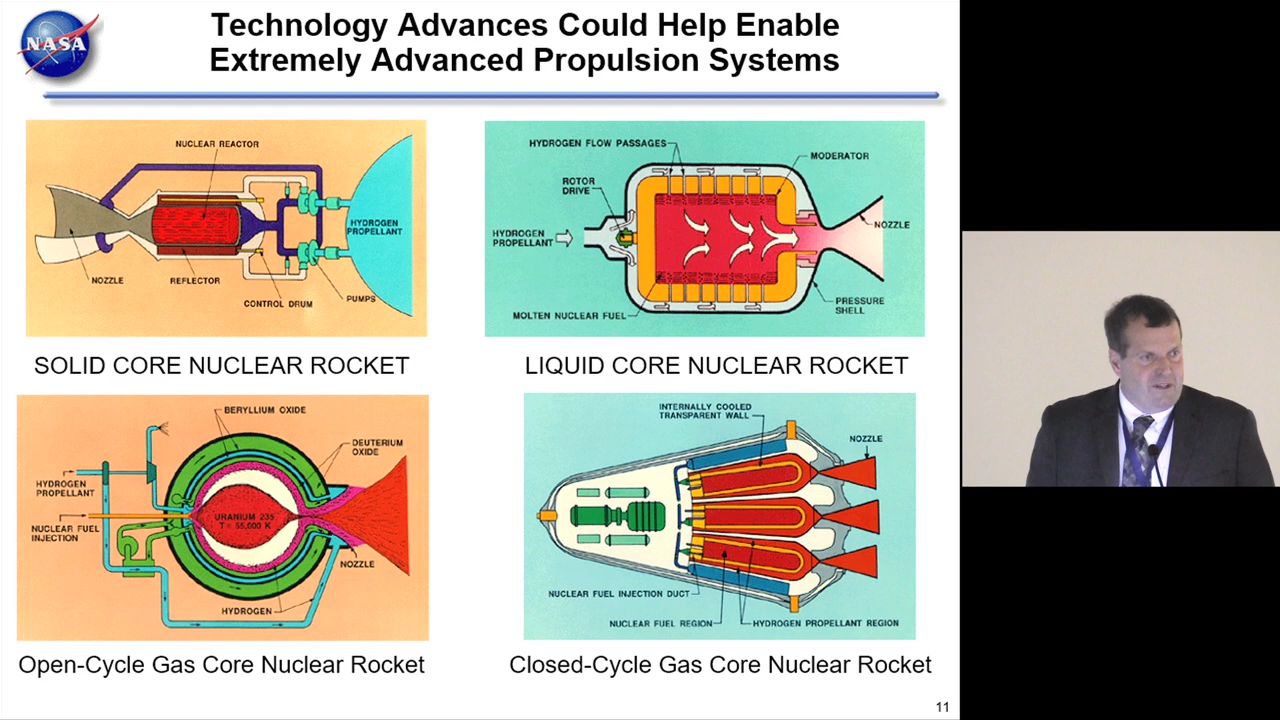 NASA
Technology Advances Could Help Enable
Extremely Advanced Propulsion Systems
NUCLEAR REACTOR
HYDROGEN
PROPELLANT
NOZZLE
REFLECTOR
CONTROL DRUM
PUMPS
SOLID CORE NUCLEAR ROCKET
HYDROGEN FLOW PASSAGES
MODERATOR
ROTOR
DRIVE
HYDROGEN
PROPELLANT
NOZZLE
MOLTEN NUCLEAR FUEL
PRESSURE
SHELL
LIQUID CORE NUCLEAR ROCKET
BERYLLIUM OXIDE
DEUTERIUM
OXIDE
HYDROGEN
PROPELLANT
NUCLEAR FUEL
INJECTION
URANIUM 235
T = 55,000 K
NOZZLE
HYDROGEN
Open-Cycle Gas Core Nuclear Rocket
INTERNALLY COOLED
TRANSPARENT WALL
NOZZLE
NUCLEAR FUEL INJECTION DUCT
NUCLEAR FUEL REGION
HYDROGEN PROPELLANT REGION
Closed-Cycle Gas Core Nuclear Rocket
11